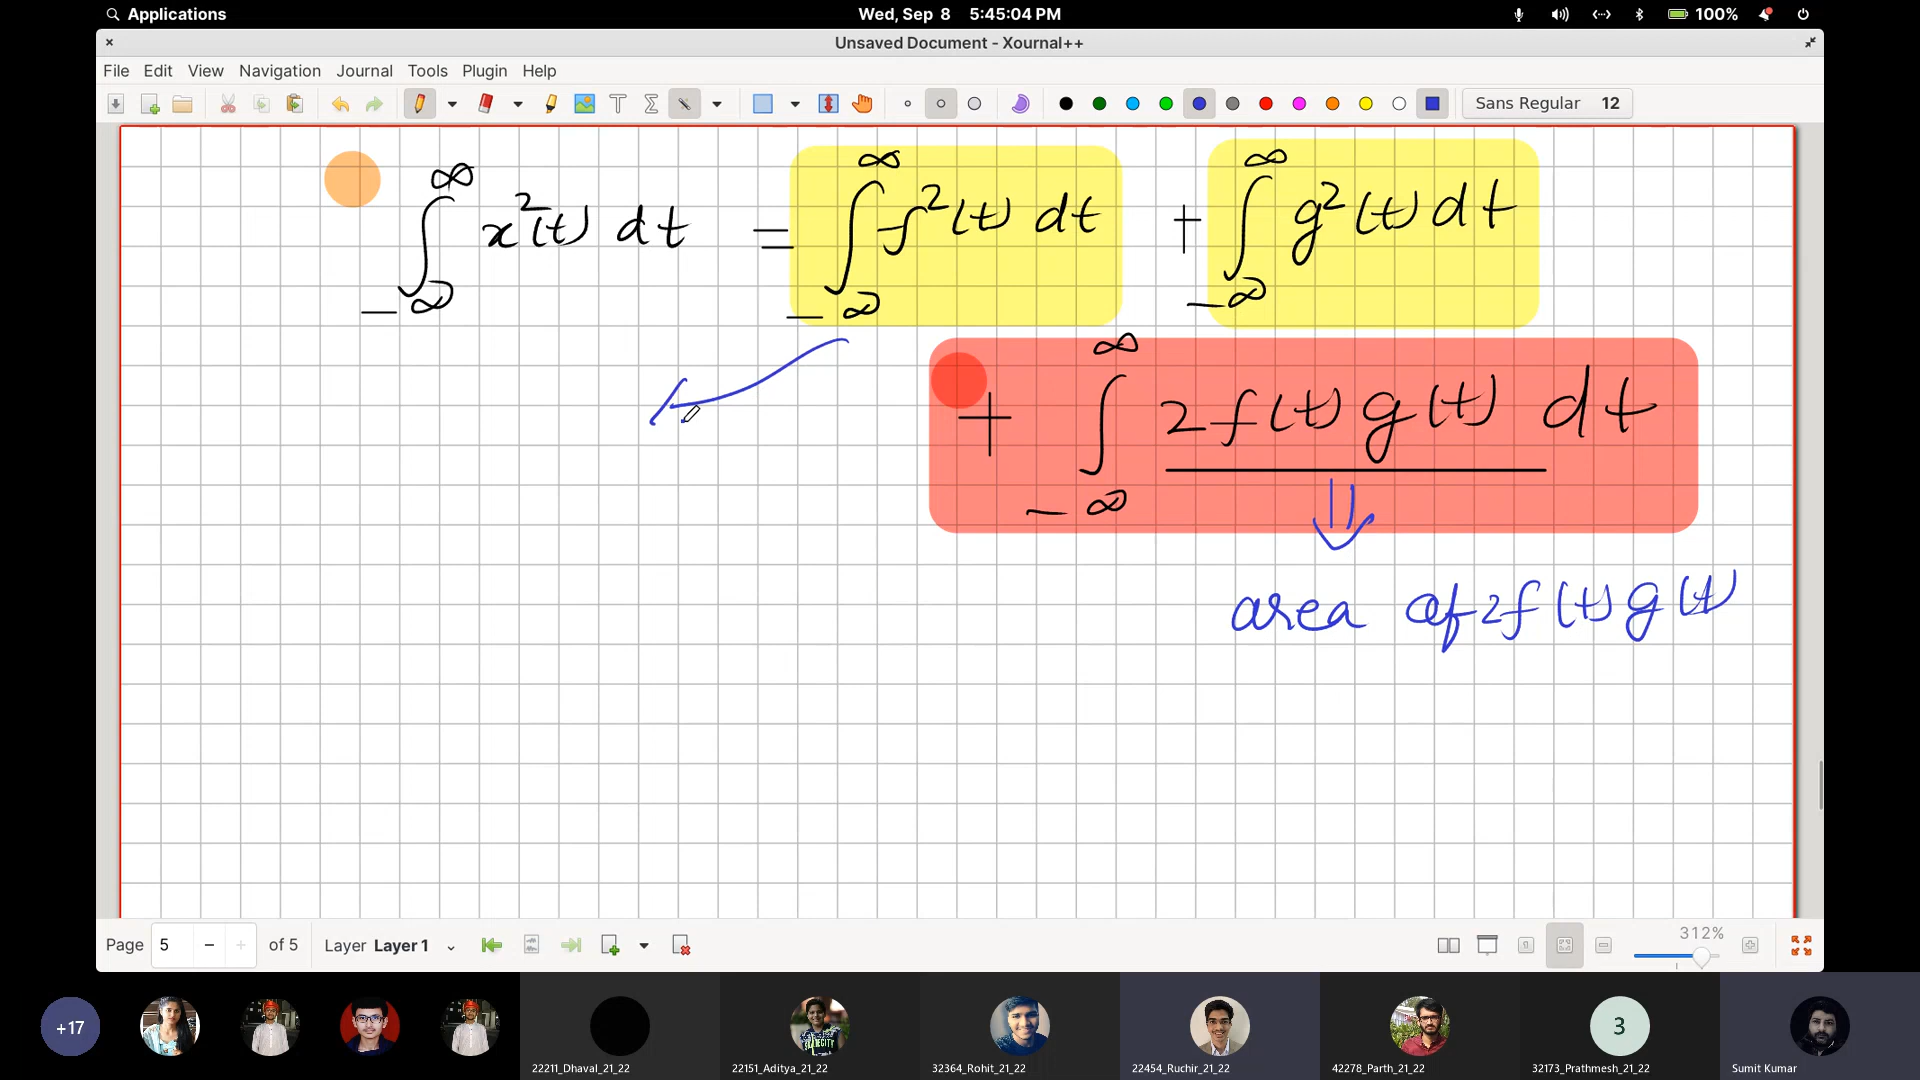 Applications
Wed, Sep 8 5:45:04 PM
100%
Unsaved Document - Xournal++
File Edit View Navigation Journal Tools Plugin Help
Sans Regular 12
∫_{-∞}^{∞} x²(t) dt = ∫_{-∞}^{∞} f²(t) dt + ∫_{-∞}^{∞} g²(t) dt
+ ∫_{-∞}^{∞} 2f(t)g(t) dt
⇓
area of 2f(t)g(t)
Page 5 of 5 Layer Layer 1 312%
+17
3
22211_Dhaval_21_22
22151_Aditya_21_22
32364_Rohit_21_22
22454_Ruchir_21_22
42278_Parth_21_22
32173_Prathmesh_21_22
Sumit Kumar